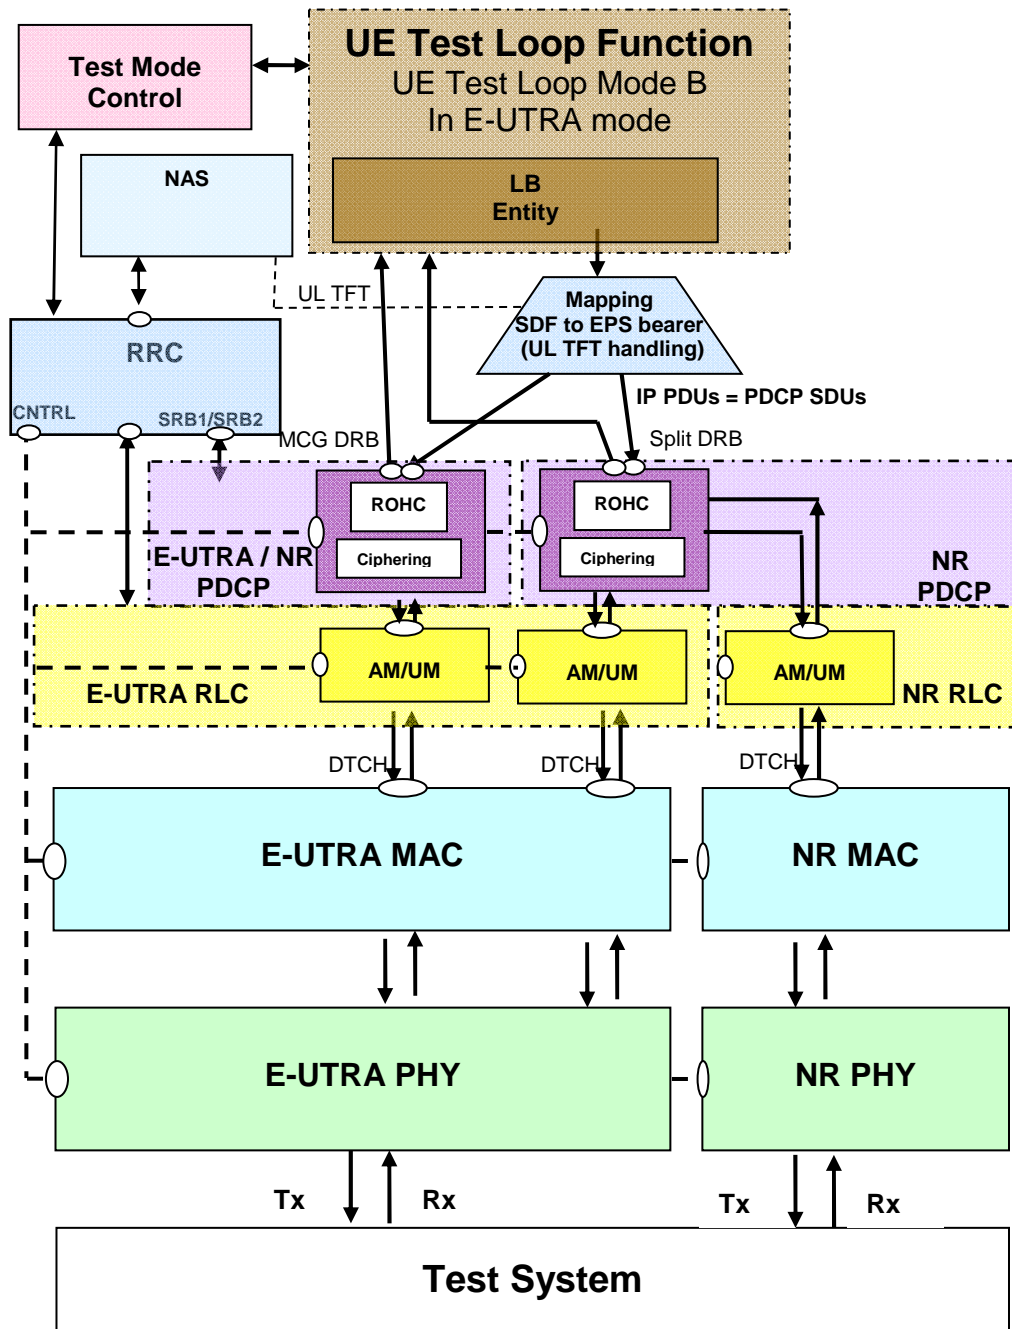 UE Test Loop Function
UE Test Loop Mode B
In E-UTRA mode
Test Mode
Control
NAS
LB
Entity
UL TFT
Mapping
SDF to EPS bearer
(UL TFT handling)
RRC
CNTRL
SRB1/SRB2
IP PDUs = PDCP SDUs
MCG DRB
Split DRB
ROHC
Ciphering
ROHC
Ciphering
E-UTRA / NR
PDCP
NR
PDCP
AM/UM
AM/UM
AM/UM
E-UTRA RLC
NR RLC
DTCH
DTCH
DTCH
E-UTRA MAC
NR MAC
E-UTRA PHY
NR PHY
Tx
Rx
Tx
Rx
Test System